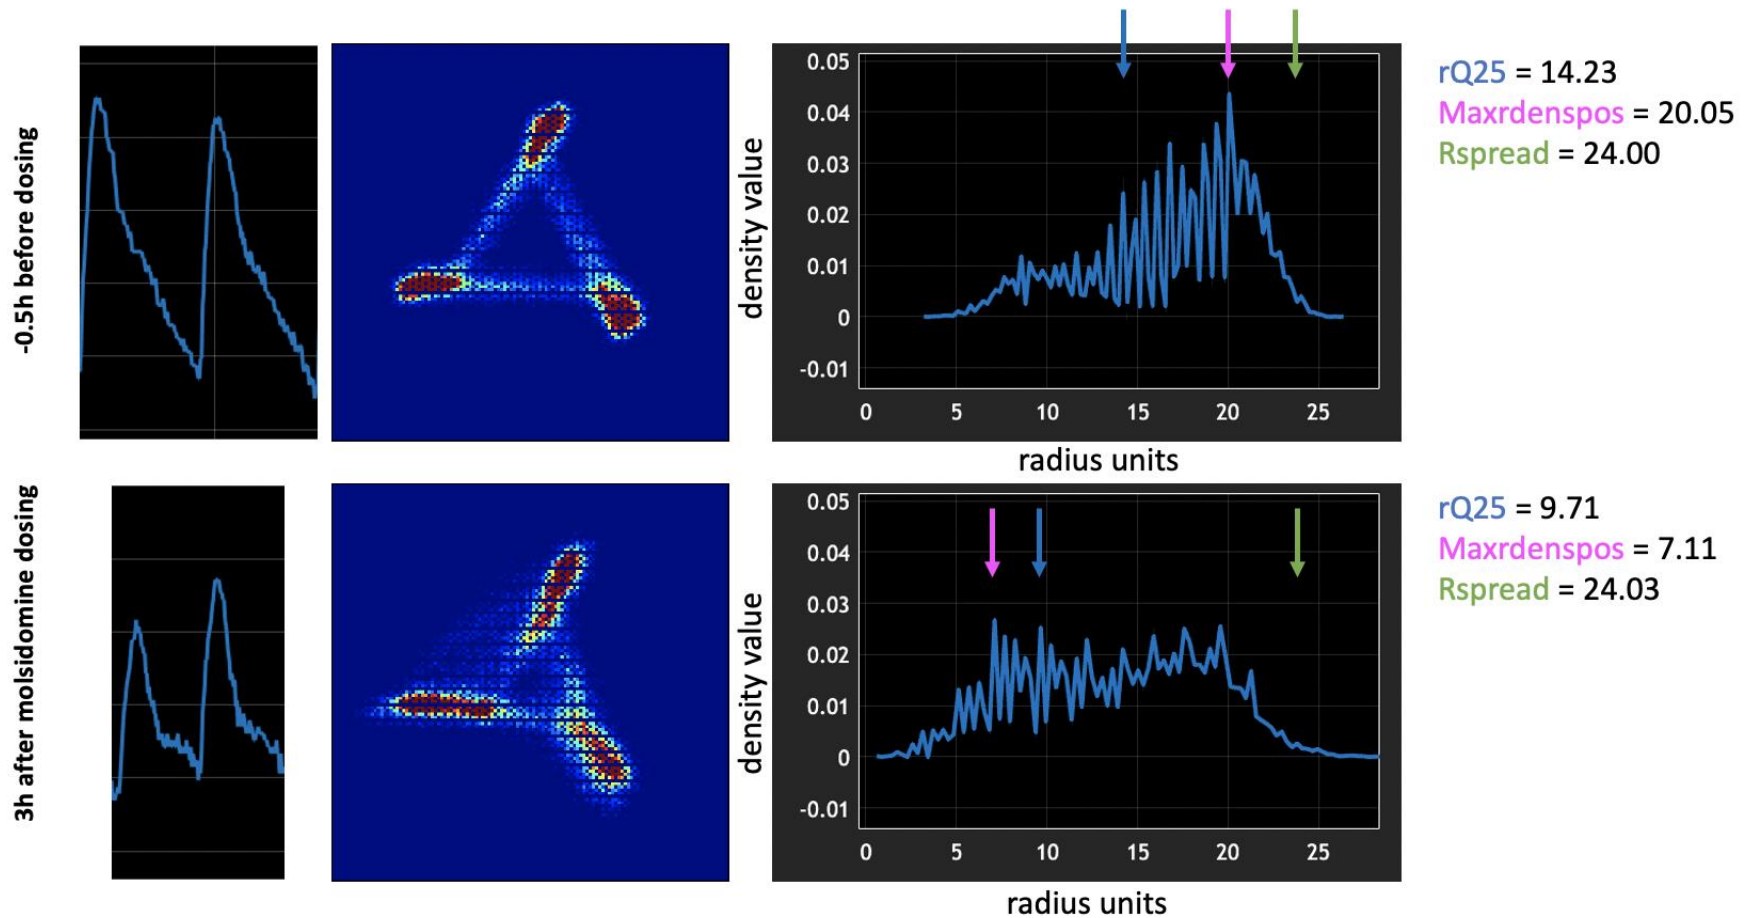 -0.5h before dosing
density value
0.05
0.04
0.03
0.02
0.01
0
-0.01
0 5 10 15 20 25
radius units
rQ25 = 14.23
Maxrdenspos = 20.05
Rspread = 24.00
3h after molsidomine dosing
density value
0.05
0.04
0.03
0.02
0.01
0
-0.01
0 5 10 15 20 25
radius units
rQ25 = 9.71
Maxrdenspos = 7.11
Rspread = 24.03